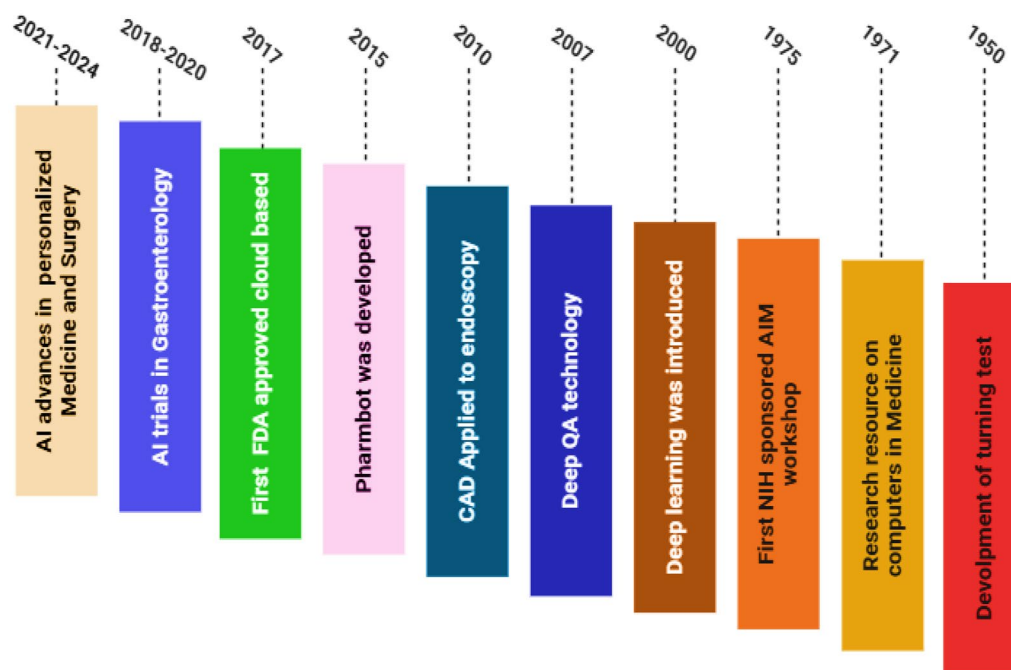 2021-2024
2018-2020
2017
2015
2010
2007
2000
1975
1971
1950
AI advances in personalized
Medicine and Surgery
AI trials in Gastroenterology
First FDA approved cloud based
Pharmbot was developed
CAD Applied to endoscopy
Deep QA technology
Deep learning was introduced
First NIH sponsored AIM
workshop
Research resource on
computers in Medicine
Devolpment of turning test